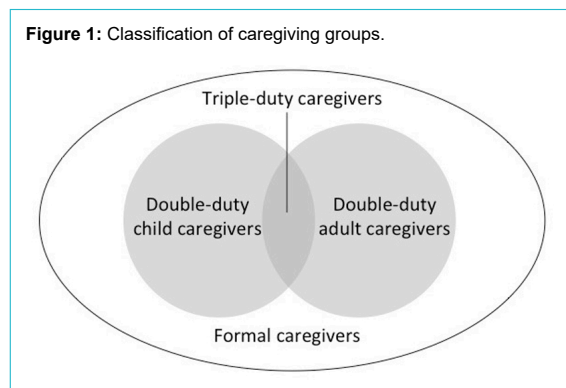 Figure 1: Classification of caregiving groups.
Triple-duty caregivers
Double-duty
child caregivers
Double-duty
adult caregivers
Formal caregivers